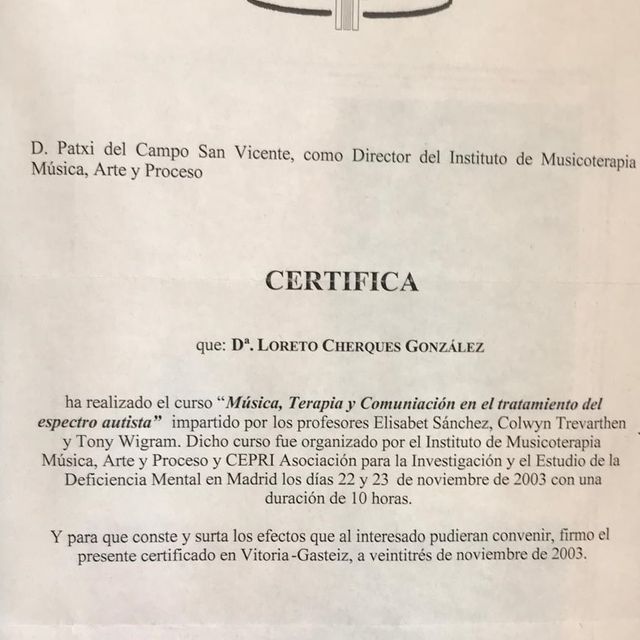 D. Patxi del Campo San Vicente, como Director del Instituto de Musicoterapia
Música, Arte y Proceso
CERTIFICA
que: Dª. LORETO CHERQUES GONZÁLEZ
ha realizado el curso "Música, Terapia y Comuniación en el tratamiento del
espectro autista" impartido por los profesores Elisabet Sánchez, Colwyn Trevarthen
y Tony Wigram. Dicho curso fue organizado por el Instituto de Musicoterapia
Música, Arte y Proceso y CEPRI Asociación para la Investigación y el Estudio de la
Deficiencia Mental en Madrid los días 22 y 23 de noviembre de 2003 con una
duración de 10 horas.
Y para que conste y surta los efectos que al interesado pudieran convenir, firmo el
presente certificado en Vitoria-Gasteiz, a veintitrés de noviembre de 2003.